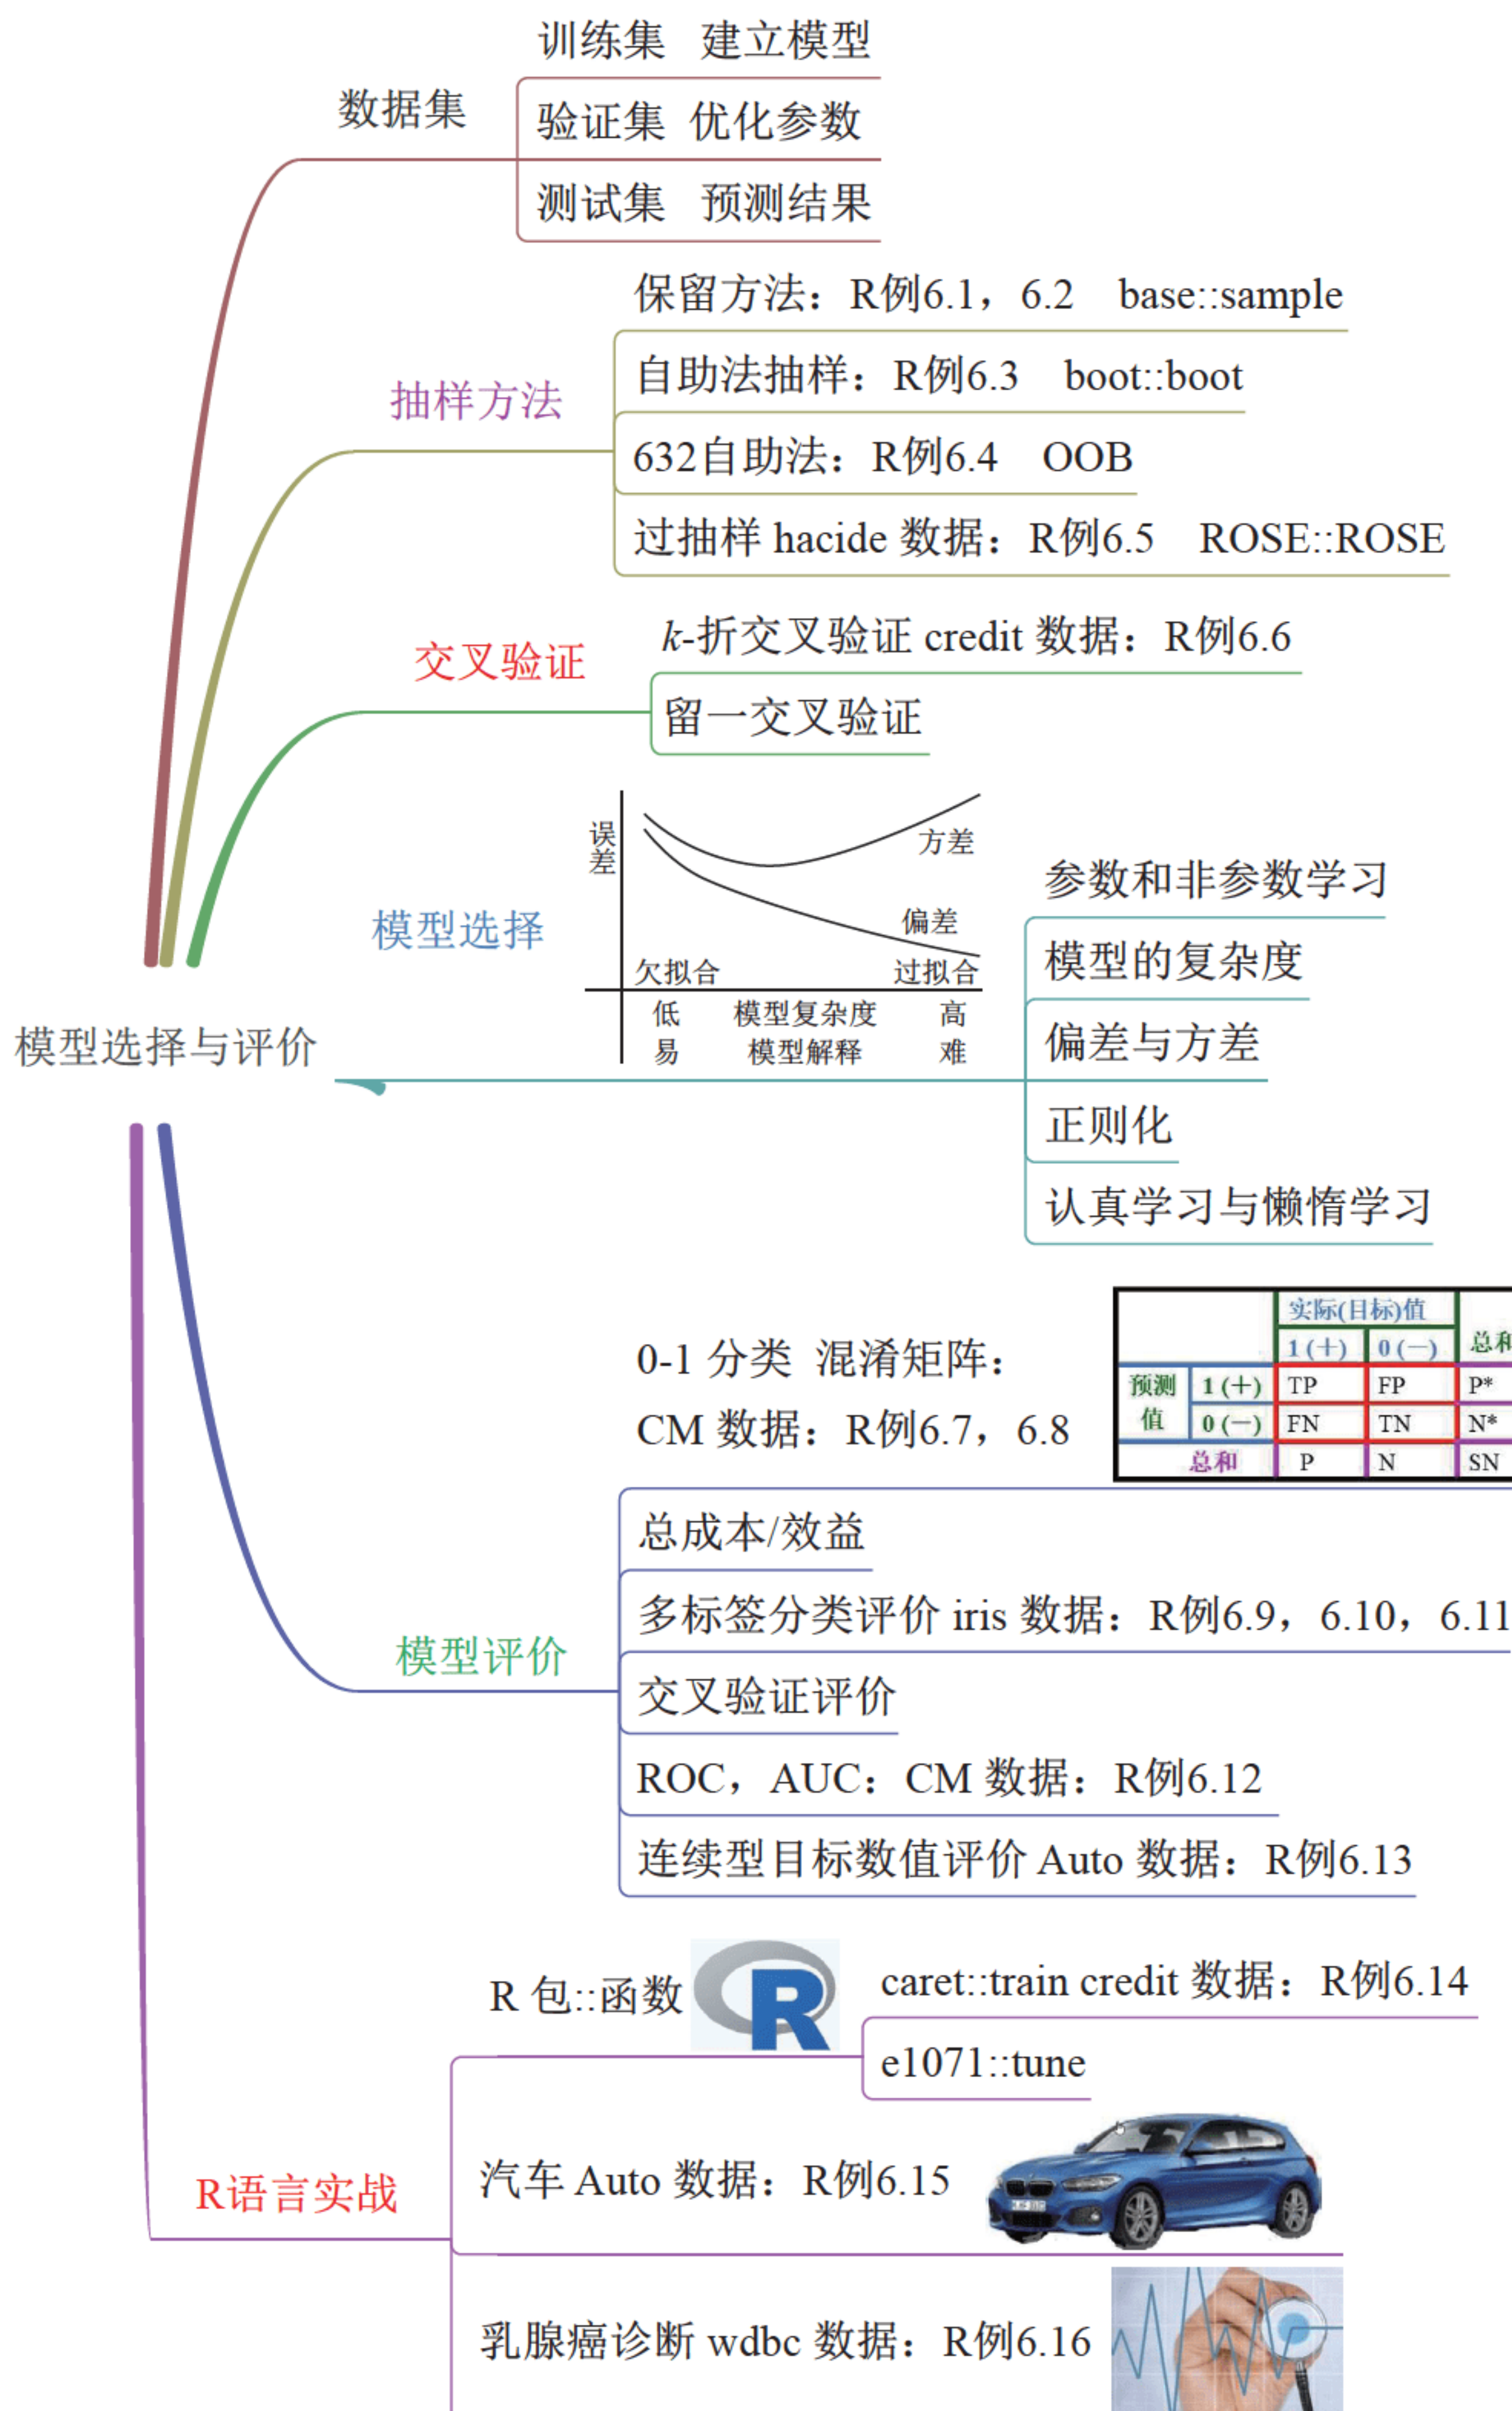 训练集 建立模型
数据集
验证集 优化参数
测试集 预测结果
保留方法：R例6.1，6.2 base::sample
自助法抽样：R例6.3 boot::boot
抽样方法
632自助法：R例6.4 OOB
过抽样 hacide 数据：R例6.5 ROSE::ROSE
k-折交叉验证 credit 数据：R例6.6
交叉验证
留一交叉验证
模型选择
误差
方差
偏差
欠拟合 过拟合
低 模型复杂度 高
易 模型解释 难
参数和非参数学习
模型的复杂度
偏差与方差
正则化
认真学习与懒惰学习
模型选择与评价
0-1 分类 混淆矩阵：
CM 数据：R例6.7，6.8
实际(目标)值
1 (+) 0 (一) 总和
预测值 1 (+) TP FP P*
0 (一) FN TN N*
总和 P N SN
总成本/效益
多标签分类评价 iris 数据：R例6.9，6.10，6.11
模型评价
交叉验证评价
ROC，AUC：CM 数据：R例6.12
连续型目标数值评价 Auto 数据：R例6.13
R 包::函数
R
caret::train credit 数据：R例6.14
e1071::tune
R语言实战
汽车 Auto 数据：R例6.15
乳腺癌诊断 wdbc 数据：R例6.16